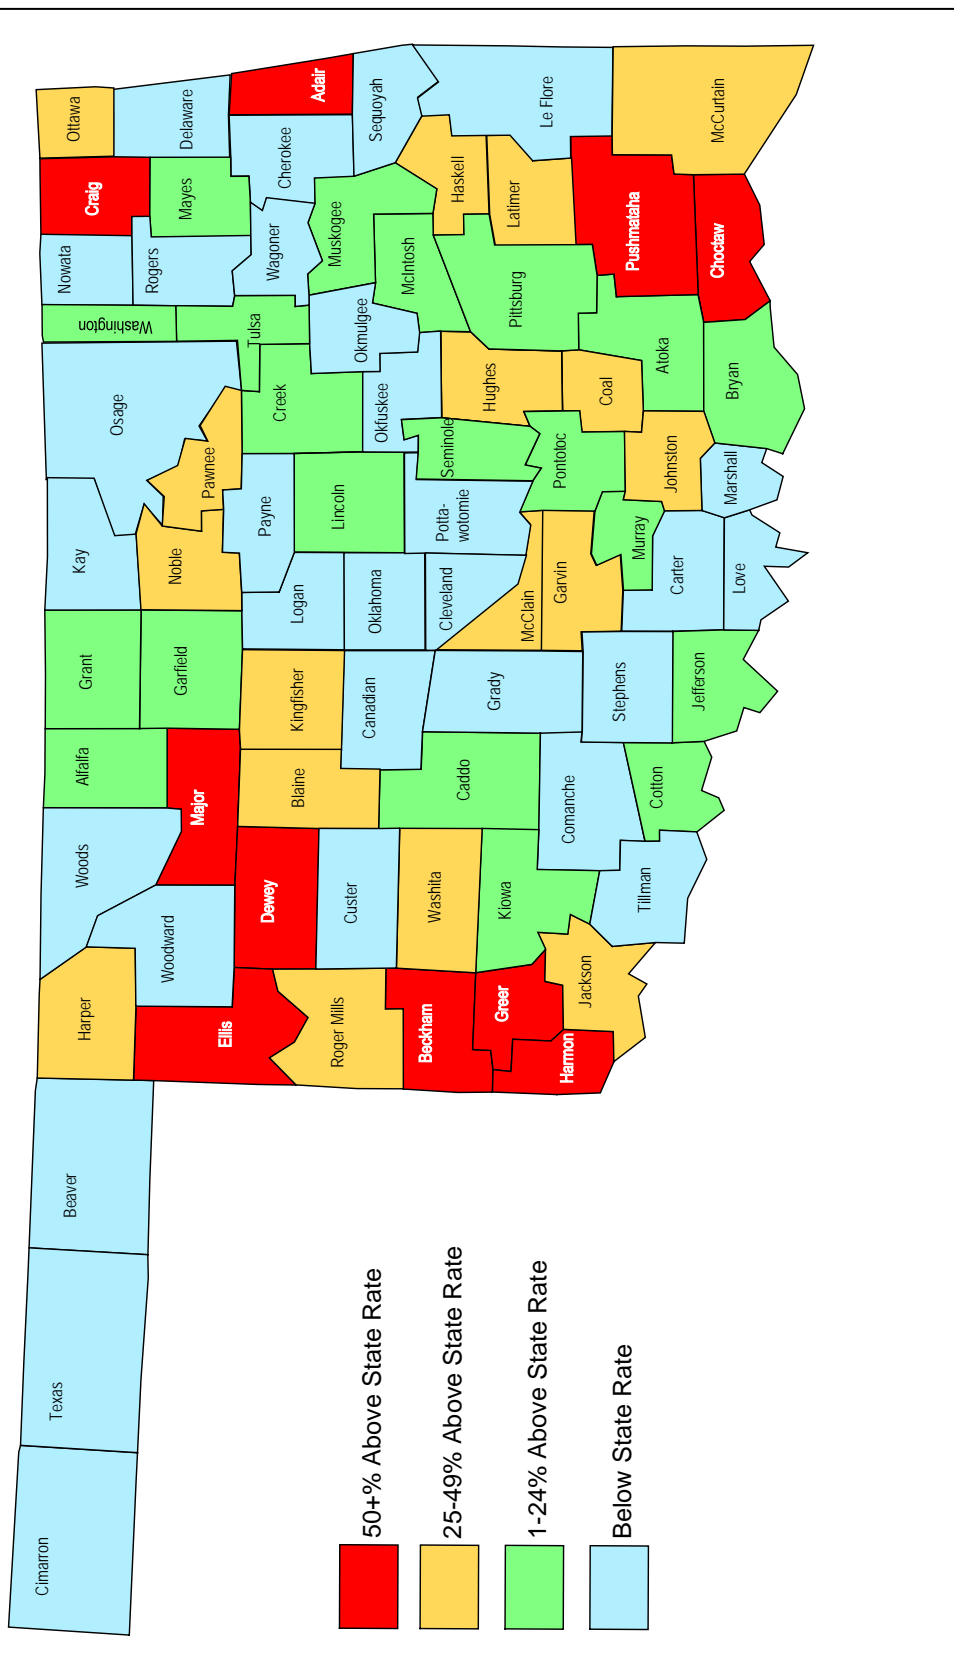 Cimarron
Texas
Beaver
Harper
Woods
Alfalfa
Grant
Kay
Osage
Washington
Nowata
Craig
Ottawa
Ellis
Woodward
Major
Garfield
Noble
Pawnee
Rogers
Mayes
Delaware
Roger Mills
Dewey
Blaine
Kingfisher
Logan
Payne
Creek
Tulsa
Wagoner
Cherokee
Adair
Beckham
Custer
Canadian
Oklahoma
Lincoln
Okfuskee
Okmulgee
Muskogee
Sequoyah
Greer
Washita
Caddo
Grady
Cleveland
Potta-
wotomie
Seminole
Hughes
McIntosh
Haskell
Le Flore
Harmon
Jackson
Kiowa
Comanche
Stephens
McClain
Garvin
Pontotoc
Coal
Pittsburg
Latimer
Tillman
Cotton
Jefferson
Carter
Murray
Johnston
Atoka
Pushmataha
McCurtain
Love
Marshall
Bryan
Choctaw
50+% Above State Rate
25-49% Above State Rate
1-24% Above State Rate
Below State Rate